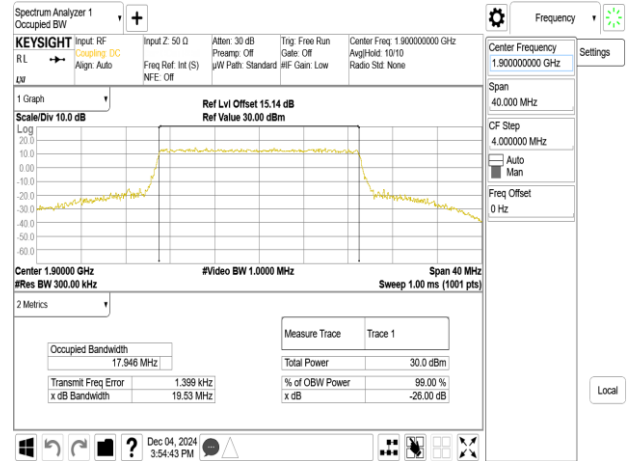 Spectrum Analyzer 1
Occupied BW
Frequency
KEYSIGHT
Input: RF
Input Z: 50 Ω
Atten: 30 dB
Trig: Free Run
Center Freq: 1.900000000 GHz
RL
Coupling: DC
Preamp: Off
Gate: Off
Avg|Hold: 10/10
Align: Auto
Freq Ref: Int (S)
µW Path: Standard
#IF Gain: Low
Radio Std: None
NFE: Off
LXI
Center Frequency
1.900000000 GHz
Settings
Span
40.000 MHz
CF Step
4.000000 MHz
Auto
Man
Freq Offset
0 Hz
Local
1 Graph
Ref Lvl Offset 15.14 dB
Scale/Div 10.0 dB
Ref Value 30.00 dBm
Log
20.0
10.0
0.00
-10.0
-20.0
-30.0
-40.0
-50.0
-60.0
Center 1.90000 GHz
#Video BW 1.0000 MHz
Span 40 MHz
#Res BW 300.00 kHz
Sweep 1.00 ms (1001 pts)
2 Metrics
Measure Trace
Trace 1
Occupied Bandwidth
17.946 MHz
Total Power
30.0 dBm
Transmit Freq Error
1.399 kHz
% of OBW Power
99.00 %
x dB Bandwidth
19.53 MHz
x dB
-26.00 dB
?
Dec 04, 2024
3:54:43 PM